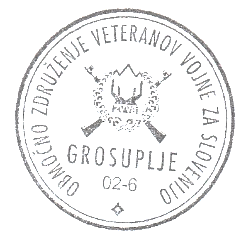 OBMOČNO ZDRUŽENJE VETERANOV VOJNE ZA SLOVENIJO
GROSUPLJE
02-6